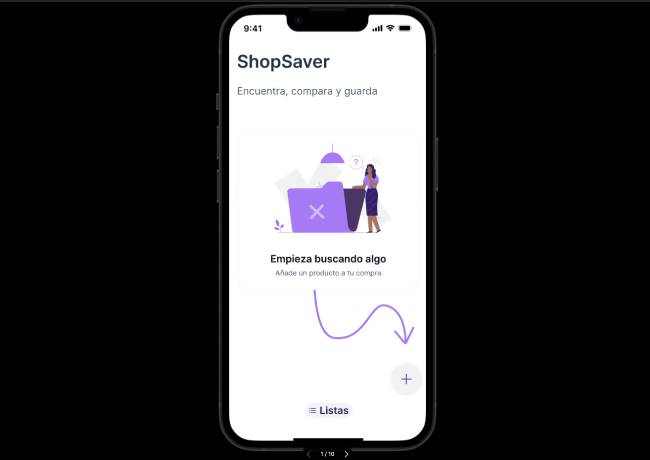 9:41
ShopSaver
Encuentra, compara y guarda
?
Empieza buscando algo
Añade un producto a tu compra
+
Listas
1 / 10